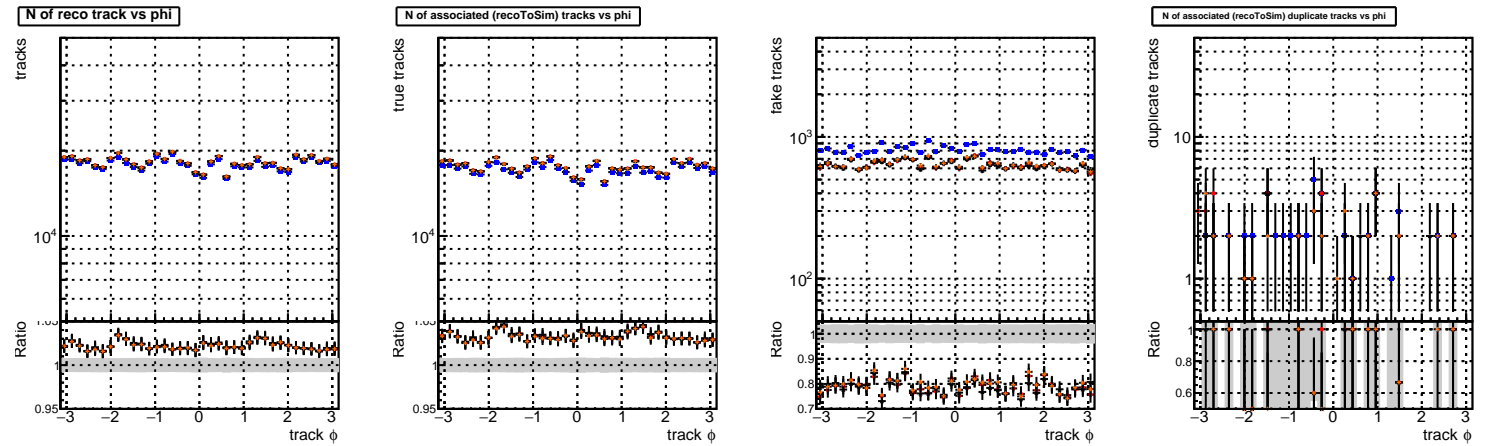 N of reco track vs phi
tracks
10⁴
Ratio
1
0.95
−3 −2 −1 0 1 2 3
track ϕ
N of associated (recoToSim) tracks vs phi
true tracks
10⁴
Ratio
1
0.95
−3 −2 −1 0 1 2 3
track ϕ
fake tracks
10³
10²
Ratio
1
0.9
0.8
0.7
−3 −2 −1 0 1 2 3
track ϕ
N of associated (recoToSim) duplicate tracks vs phi
duplicate tracks
10
1
Ratio
1
0.8
0.6
−3 −2 −1 0 1 2 3
track ϕ